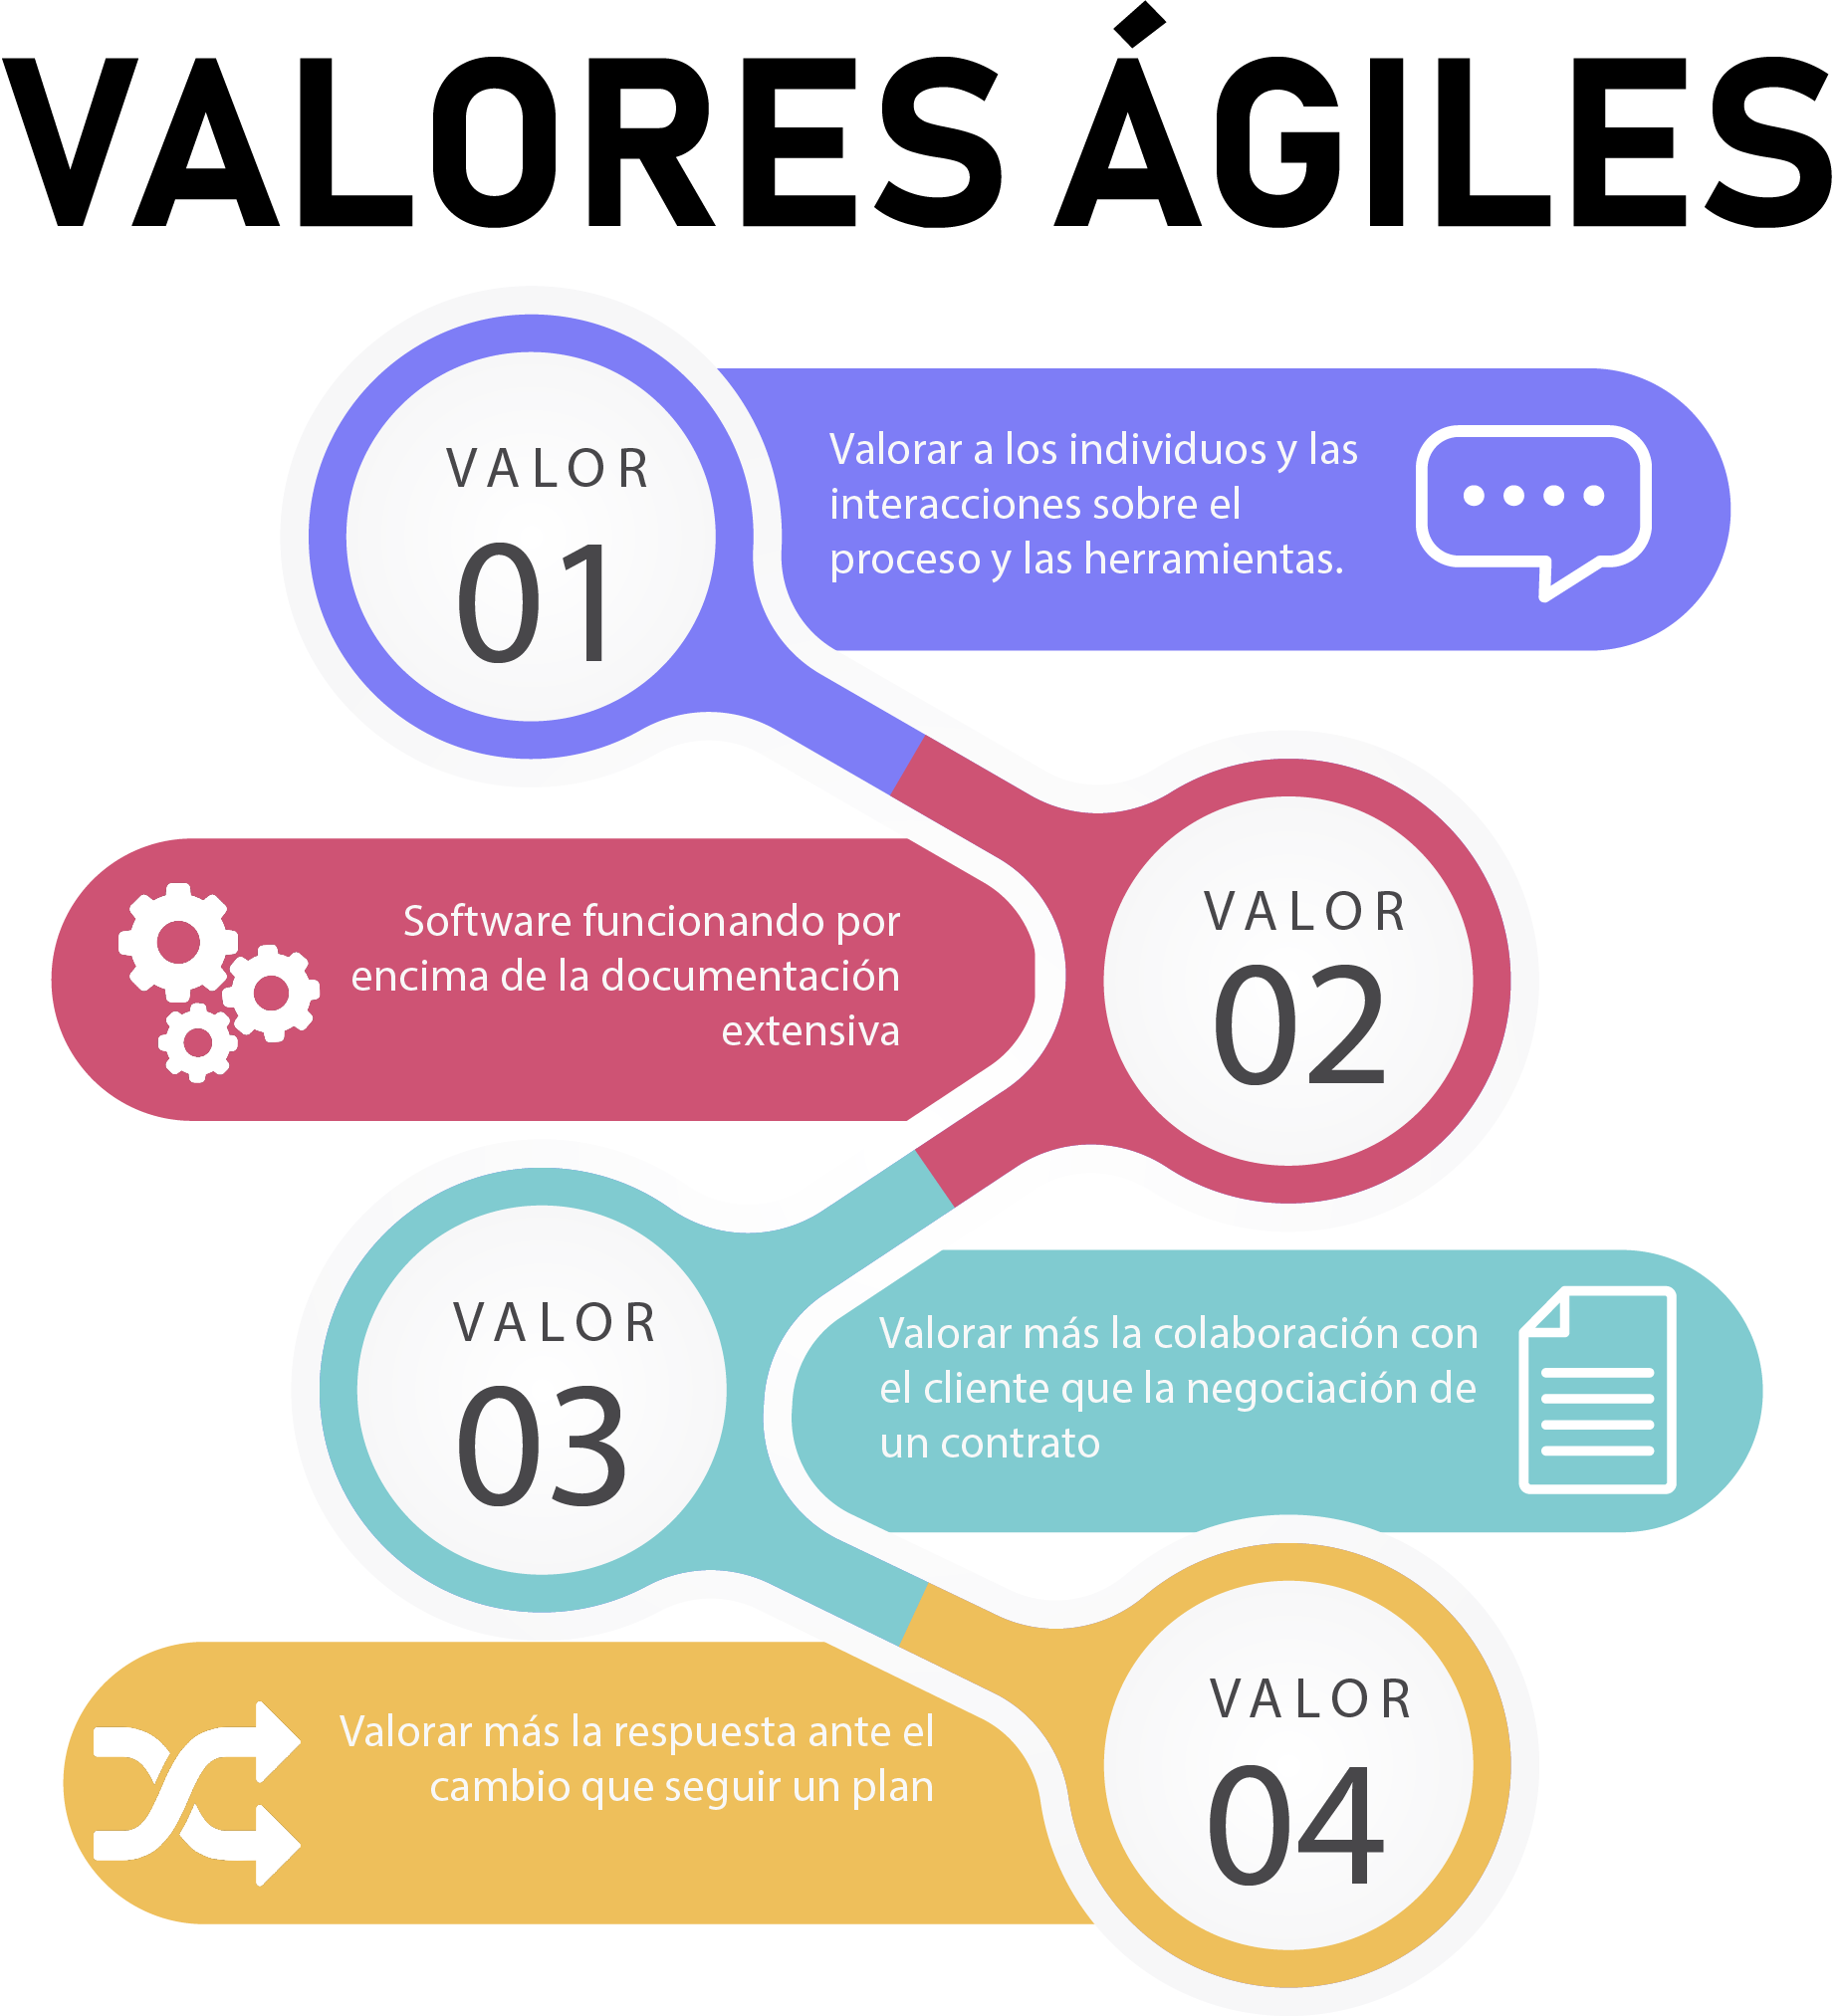 VALORES ÁGILES
VALOR
01
Valorar a los individuos y las
interacciones sobre el
proceso y las herramientas.
Software funcionando por
encima de la documentación
extensiva
VALOR
02
VALOR
03
Valorar más la colaboración con
el cliente que la negociación de
un contrato
Valorar más la respuesta ante el
cambio que seguir un plan
VALOR
04